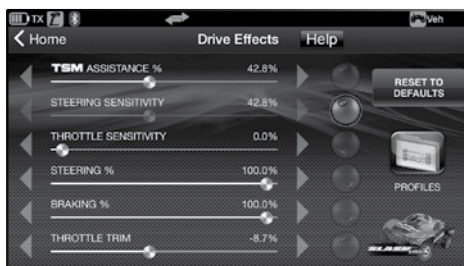 TX Veh
Home Drive Effects Help
TSM ASSISTANCE % 42.8%
STEERING SENSITIVITY 42.8%
THROTTLE SENSITIVITY 0.0%
STEERING % 100.0%
BRAKING % 100.0%
THROTTLE TRIM -8.7%
RESET TO
DEFAULTS
PROFILES
SLASH